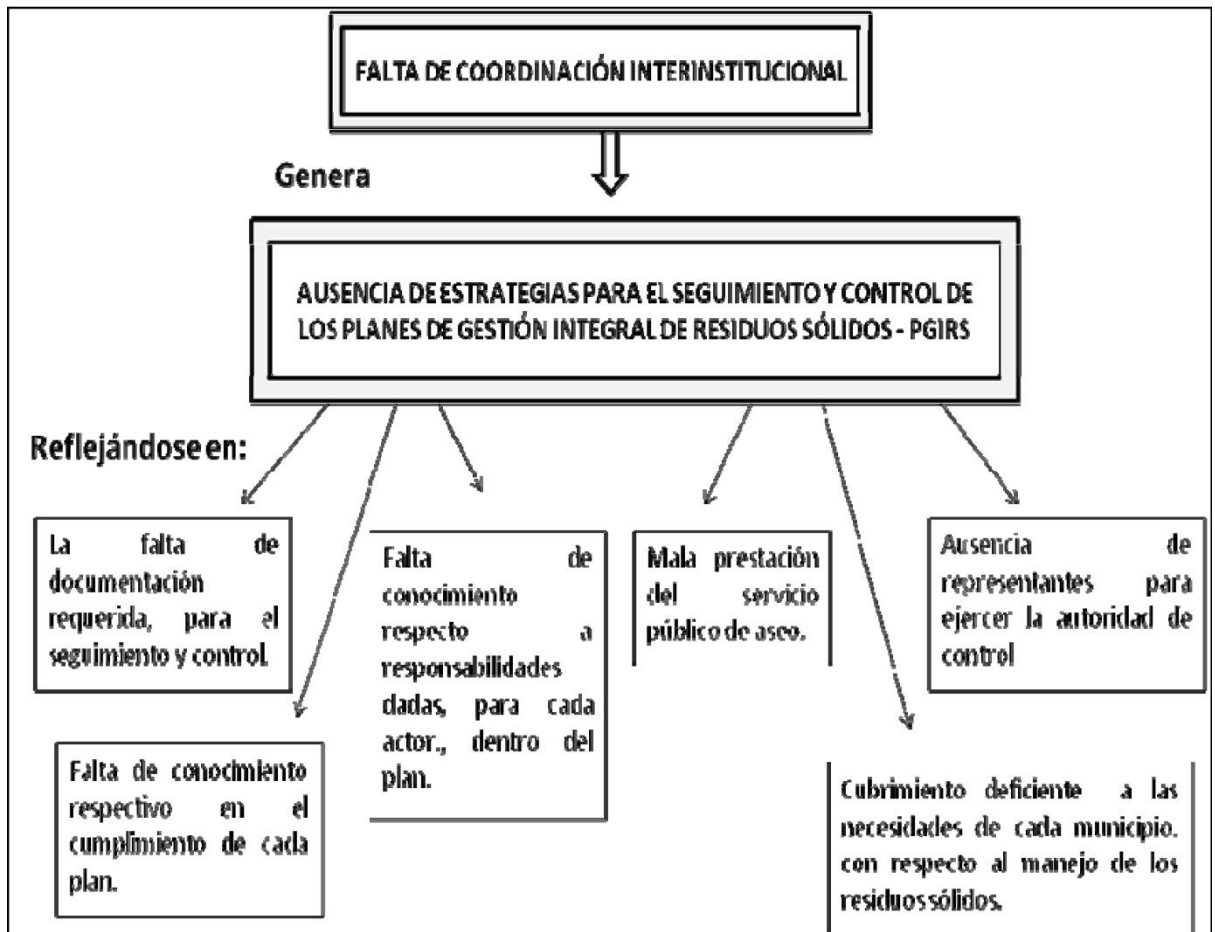 FALTA DE COORDINACIÓN INTERINSTITUCIONAL
Genera
AUSENCIA DE ESTRATEGIAS PARA EL SEGUIMIENTO Y CONTROL DE
LOS PLANES DE GESTIÓN INTEGRAL DE RESIDUOS SÓLIDOS - PGIRS
Reflejándose en:
La falta de
documentación
requerida, para el
seguimiento y control.
Falta de conocimiento
respectivo en el
cumplimiento de cada
plan.
Falta de
conocimiento
respecto a
responsabilidades
dadas, para cada
actor., dentro del
plan.
Mala prestación
del servicio
público de aseo.
Cubrimiento deficiente a las
necesidades de cada municipio.
con respecto al manejo de los
residuos sólidos.
Ausencia de
representantes para
ejercer la autoridad de
control